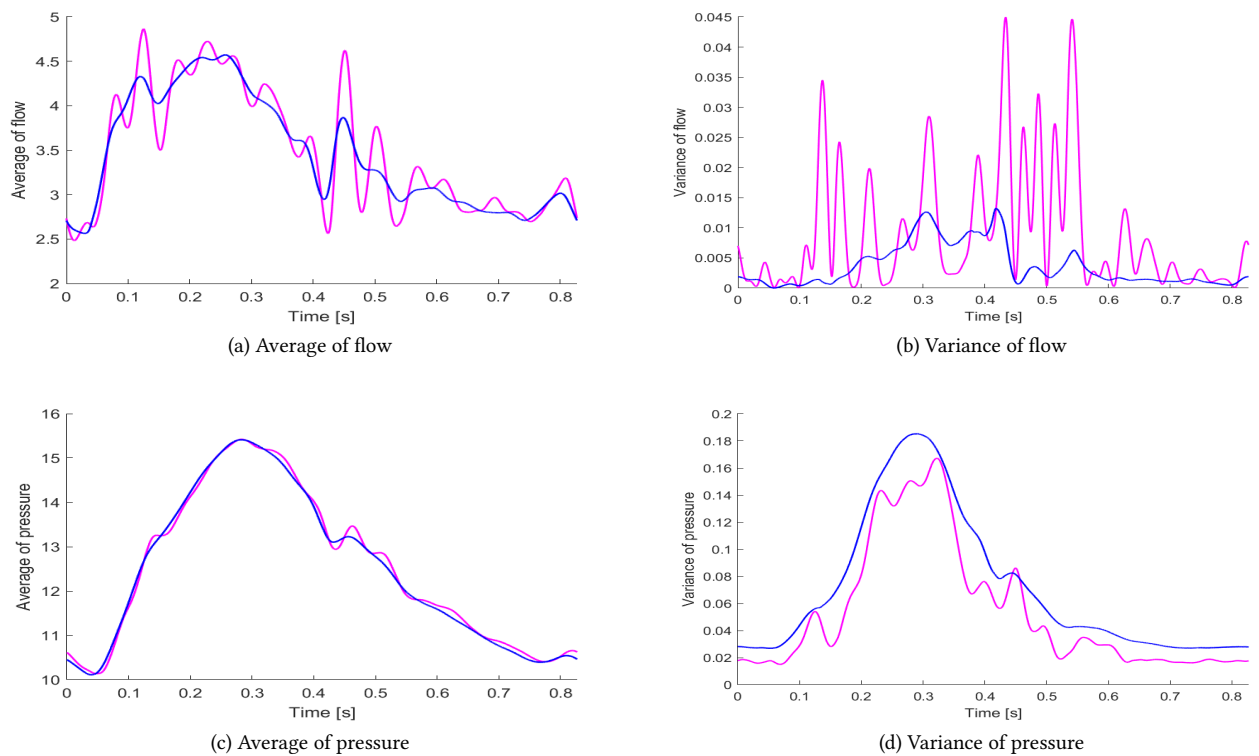 5
4.5
4
3.5
3
2.5
2
Average of flow
0 0.1 0.2 0.3 0.4 0.5 0.6 0.7 0.8
Time [s]
(a) Average of flow
0.045
0.04
0.035
0.03
0.025
0.02
0.015
0.01
0.005
0
Variance of flow
0 0.1 0.2 0.3 0.4 0.5 0.6 0.7 0.8
Time [s]
(b) Variance of flow
16
15
14
13
12
11
10
Average of pressure
0 0.1 0.2 0.3 0.4 0.5 0.6 0.7 0.8
Time [s]
(c) Average of pressure
0.2
0.18
0.16
0.14
0.12
0.1
0.08
0.06
0.04
0.02
0
Variance of pressure
0 0.1 0.2 0.3 0.4 0.5 0.6 0.7 0.8
Time [s]
(d) Variance of pressure